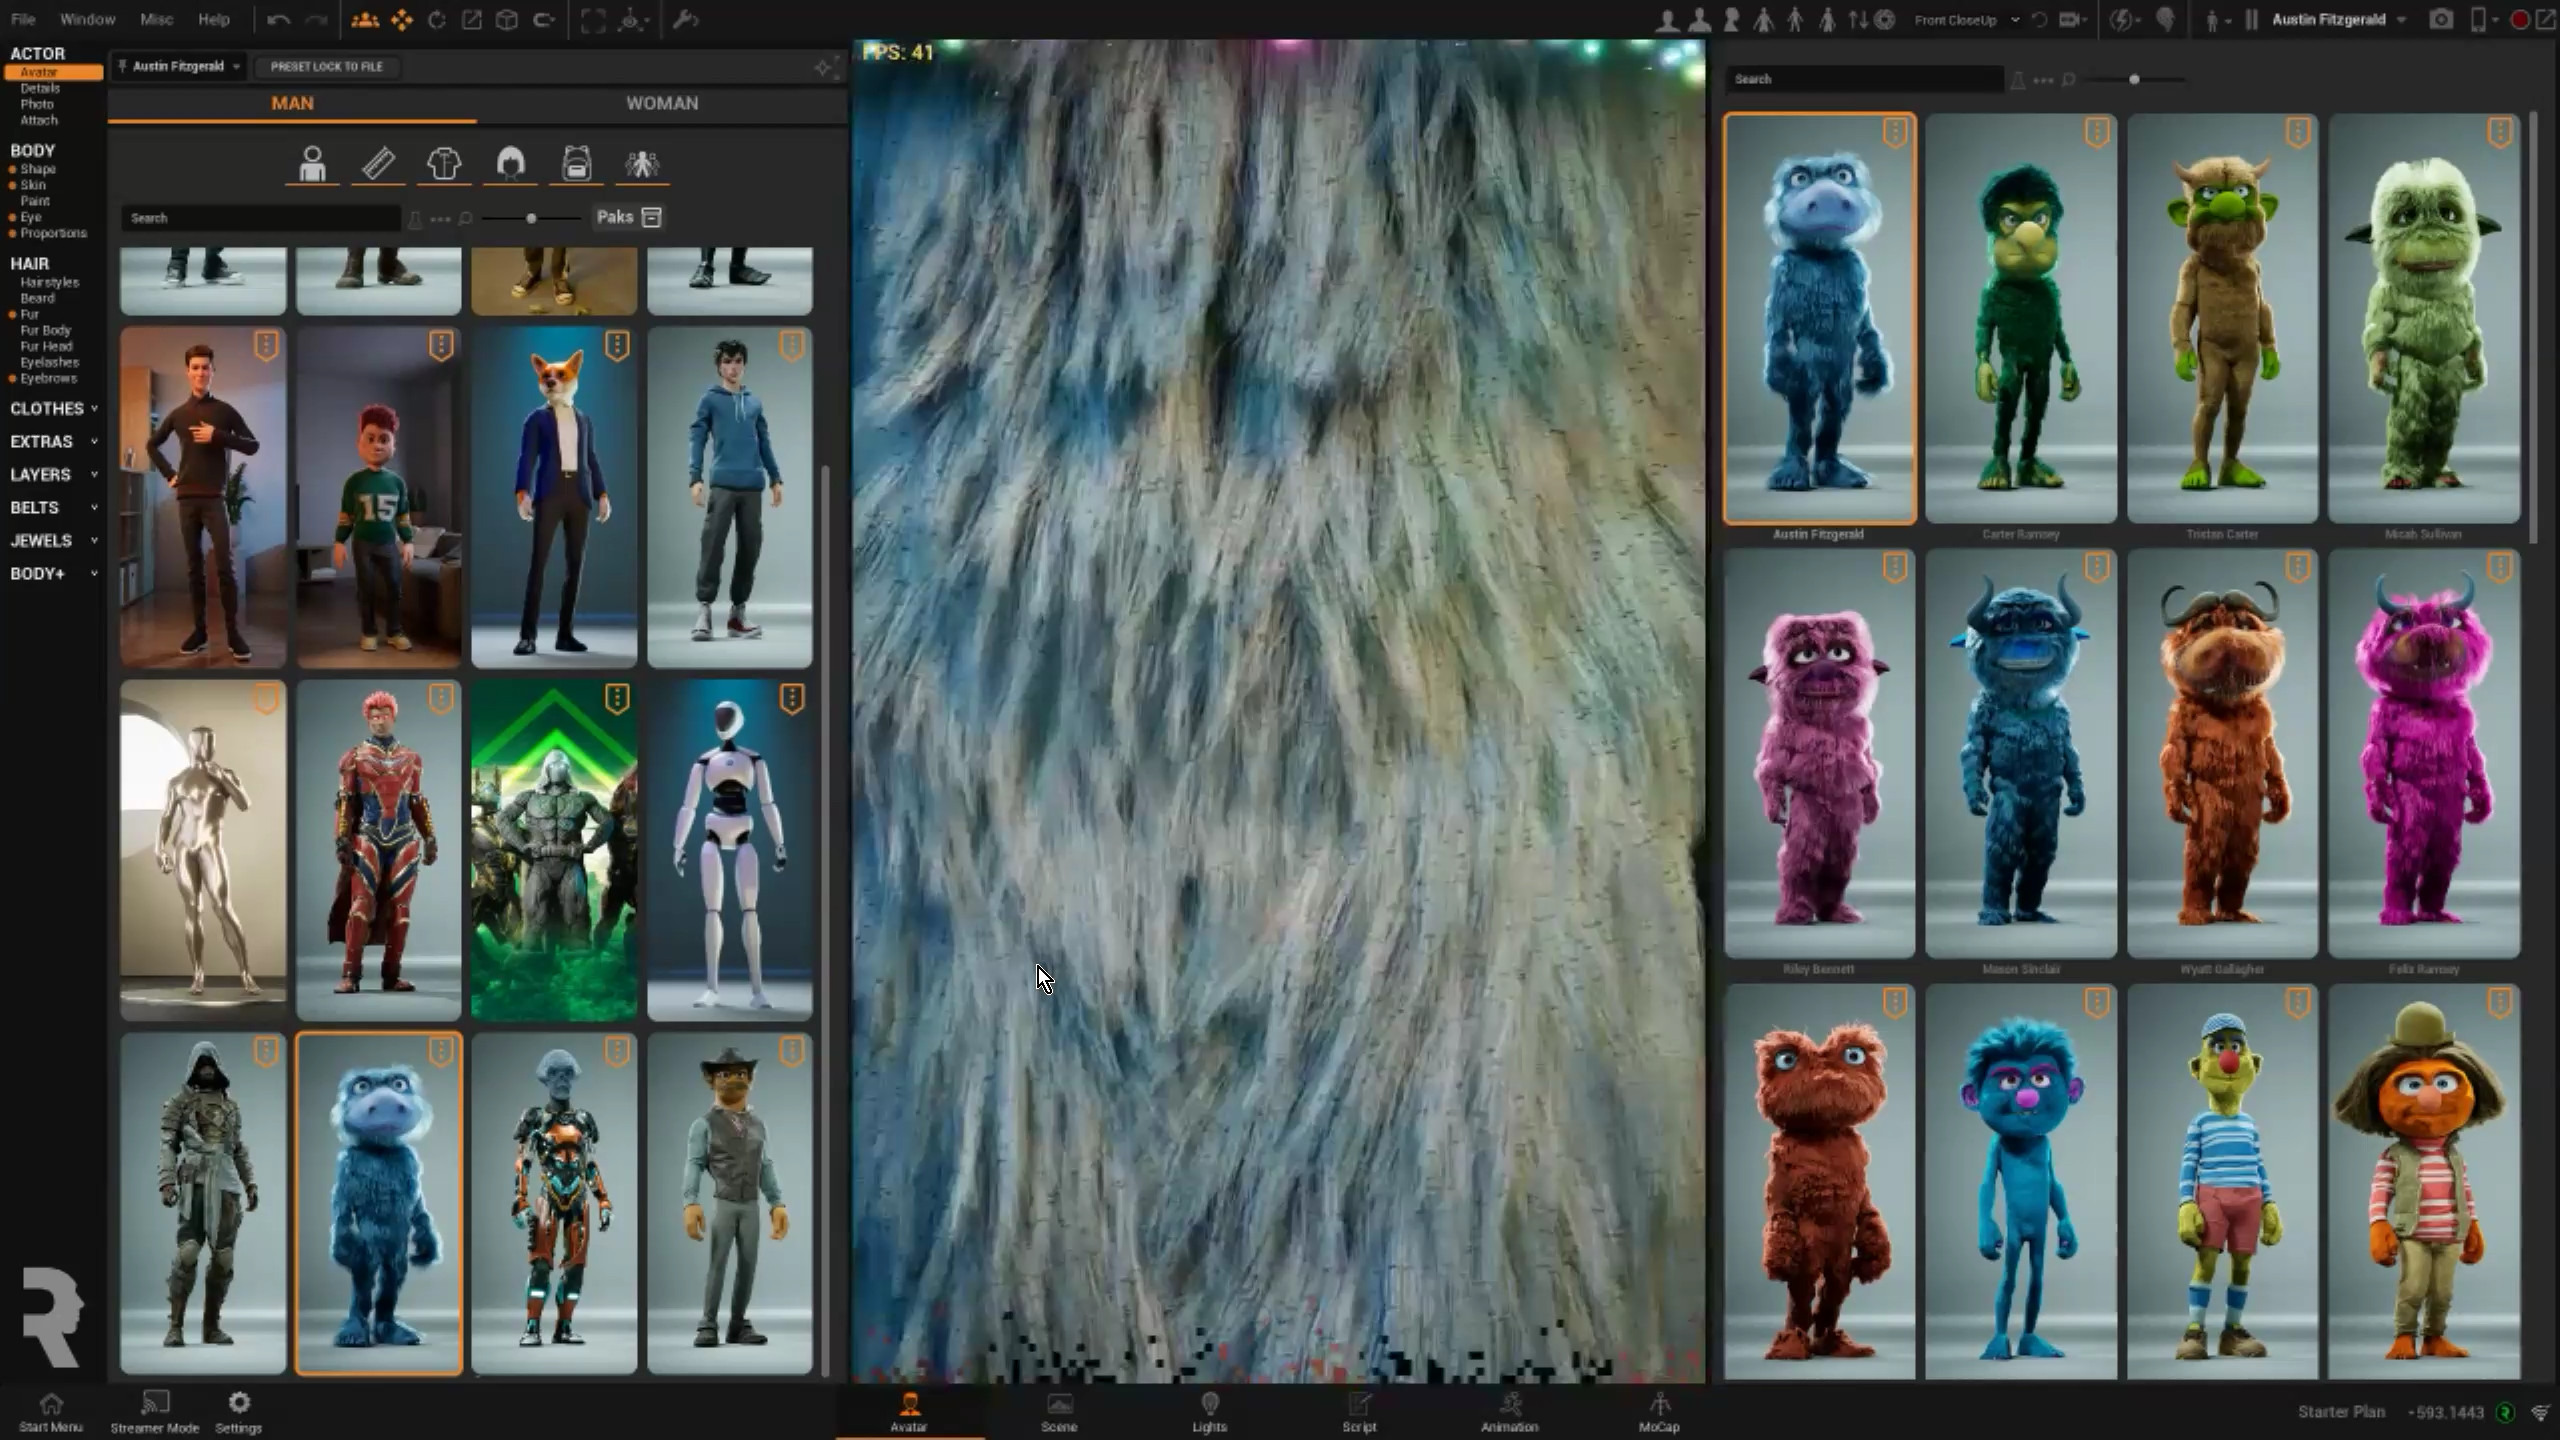 File Window Misc Help
Front CloseUp
Austin Fitzgerald
ACTOR
Avatar
Details
Photo
Attach
BODY
Shape
Skin
Paint
Eye
Proportions
HAIR
Hairstyles
Beard
Fur
Fur Body
Fur Head
Eyelashes
Eyebrows
CLOTHES
EXTRAS
LAYERS
BELTS
JEWELS
BODY+
Austin Fitzgerald
PRESET LOCK TO FILE
MAN WOMAN
Search
Paks
15
FPS: 41
Search
Austin Fitzgerald
Carter Ramsey
Tristan Carter
Micah Sullivan
Riley Bennett
Mason Sinclair
Wyatt Gallagher
Felix Ramsey
Start Menu
Streamer Mode
Settings
Avatar
Scene
Lights
Script
Animation
MoCap
Starter Plan
-593.1443